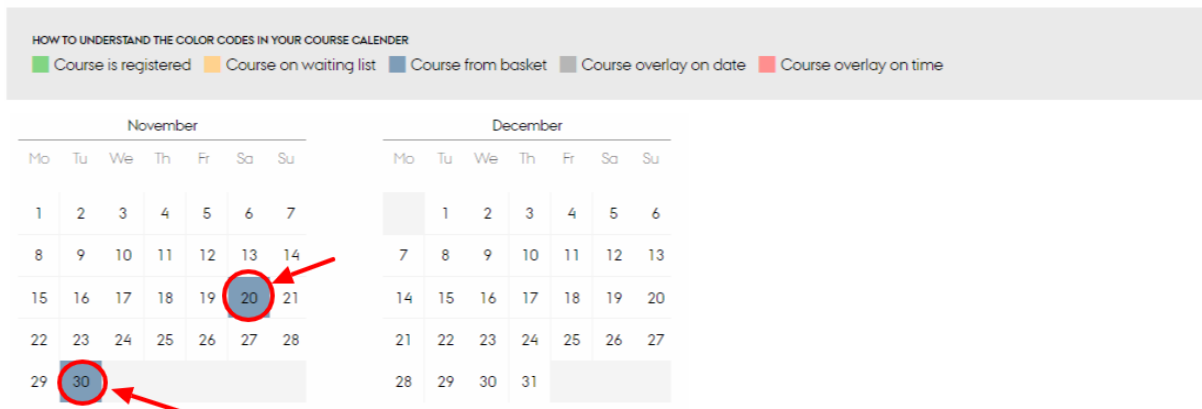 HOW TO UNDERSTAND THE COLOR CODES IN YOUR COURSE CALENDER
Course is registered Course on waiting list Course from basket Course overlay on date Course overlay on time
November
Mo Tu We Th Fr Sa Su
1 2 3 4 5 6 7
8 9 10 11 12 13 14
15 16 17 18 19 20 21
22 23 24 25 26 27 28
29 30
December
Mo Tu We Th Fr Sa Su
1 2 3 4 5 6
7 8 9 10 11 12 13
14 15 16 17 18 19 20
21 22 23 24 25 26 27
28 29 30 31